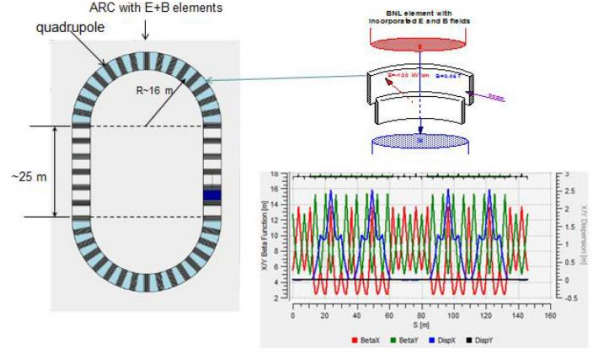 ARC with E+B elements
quadrupole
R~16 m
~25 m
BNL element with
incorporated E and B fields
X/Y Beta Function [m]
18
16
14
12
10
8
6
4
2
X/Y Dispersion [m]
3
2.5
2
1.5
1
0.5
0
-0.5
0 20 40 60 80 100 120 140 160
S [m]
BetaX BetaY DispX DispY